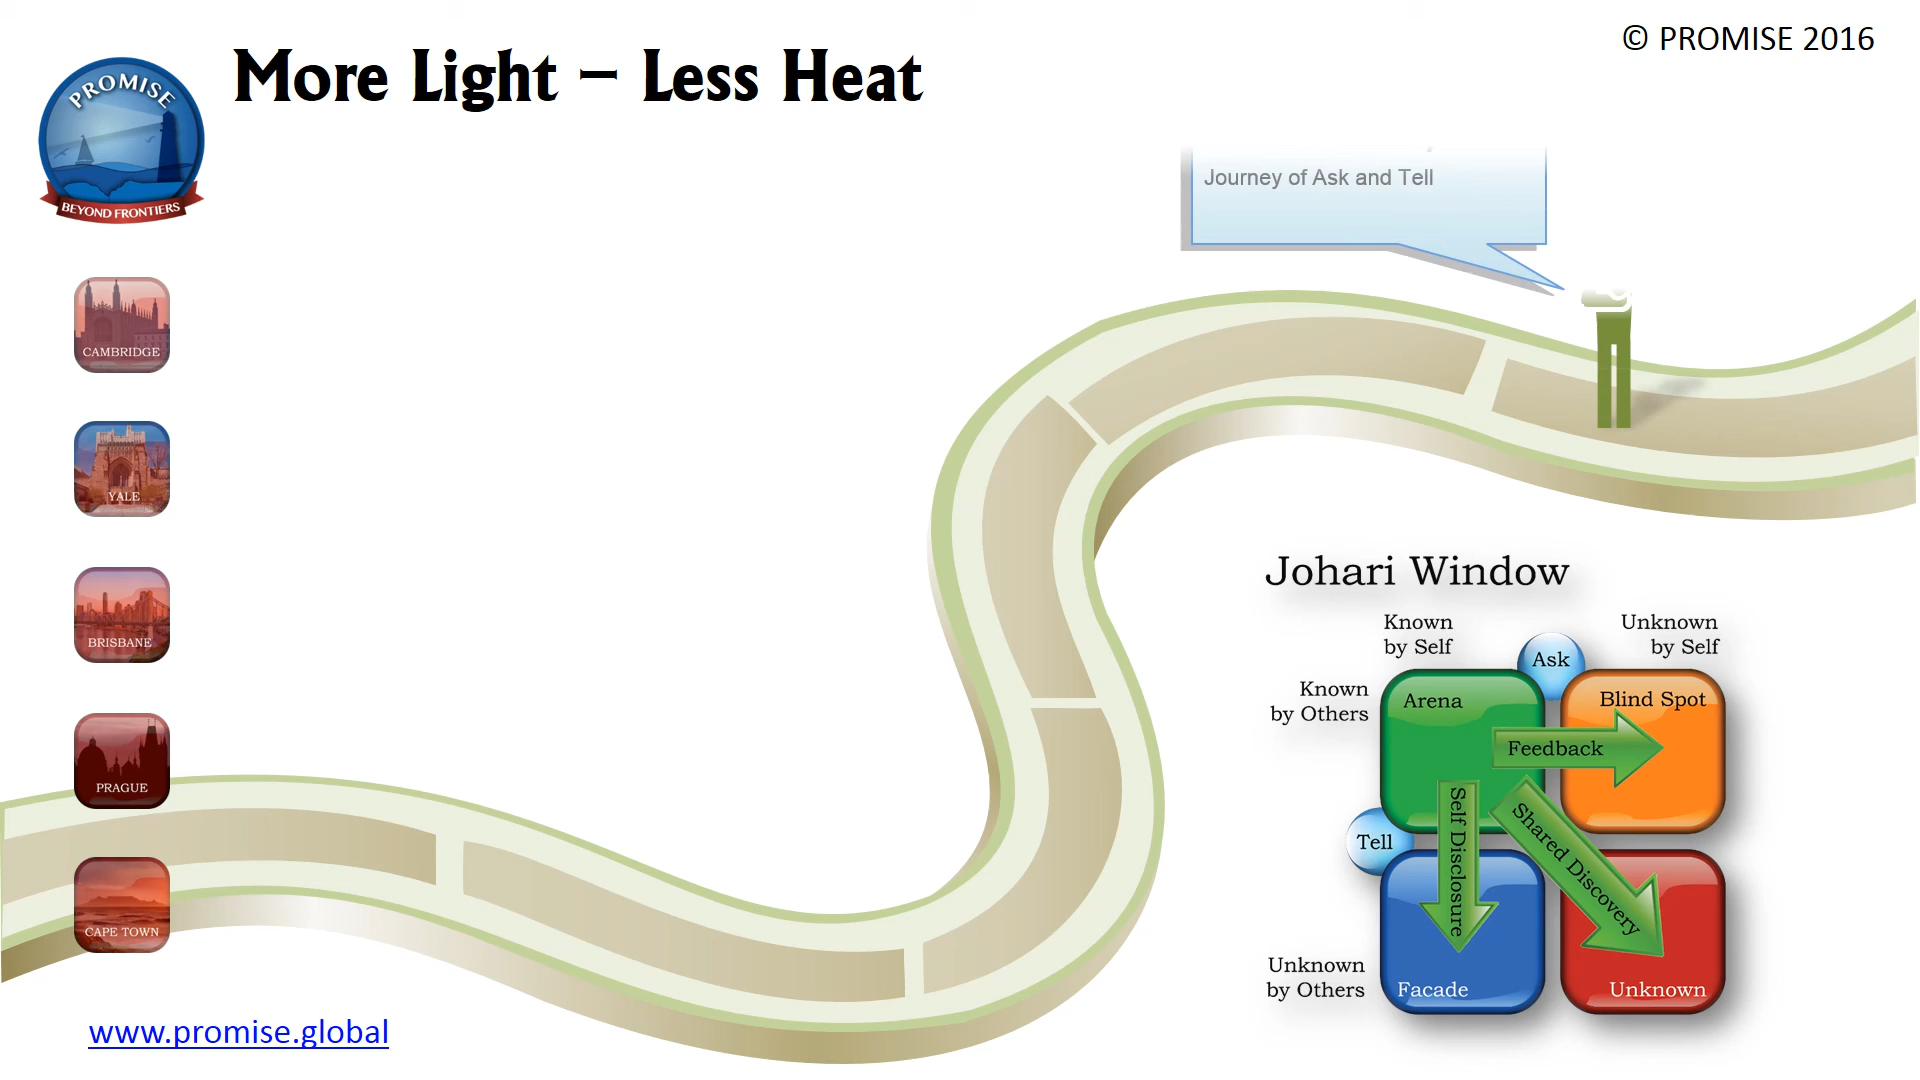 © PROMISE 2016
More Light – Less Heat
PROMISE
BEYOND FRONTIERS
Journey of Ask and Tell
CAMBRIDGE
YALE
BRISBANE
PRAGUE
CAPE TOWN
www.promise.global
Johari Window
Known
by Self
Unknown
by Self
Ask
Known
by Others
Arena
Blind Spot
Feedback
Self Disclosure
Shared Discovery
Tell
Unknown
by Others
Facade
Unknown